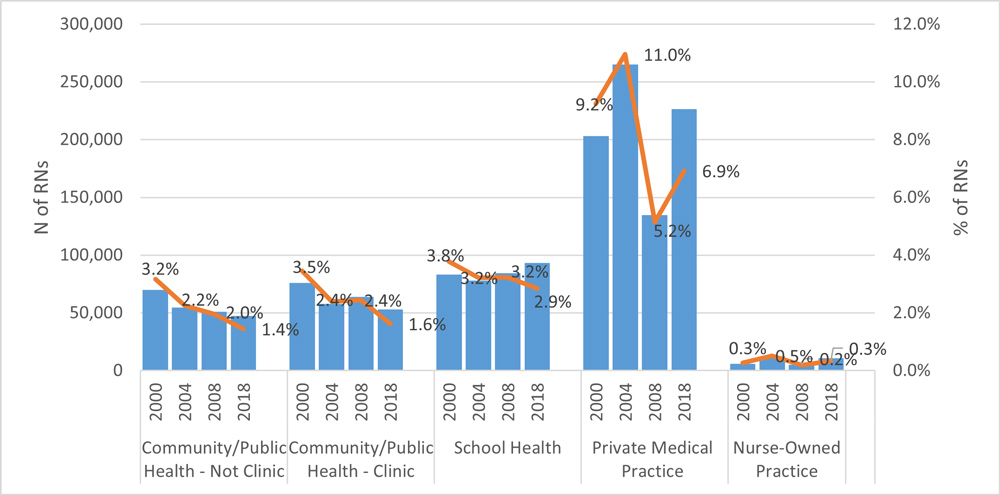 300,000
250,000
200,000
150,000
100,000
50,000
0
N of RNs
12.0%
10.0%
8.0%
6.0%
4.0%
2.0%
0.0%
% of RNs
3.2%
2.2%
2.0%
1.4%
3.5%
2.4%
2.4%
1.6%
3.8%
3.2%
3.2%
2.9%
9.2%
11.0%
5.2%
6.9%
0.3%
0.5%
0.2%
0.3%
2000 2004 2008 2018
2000 2004 2008 2018
2000 2004 2008 2018
2000 2004 2008 2018
2000 2004 2008 2018
Community/Public
Health - Not Clinic
Community/Public
Health - Clinic
School Health
Private Medical
Practice
Nurse-Owned
Practice